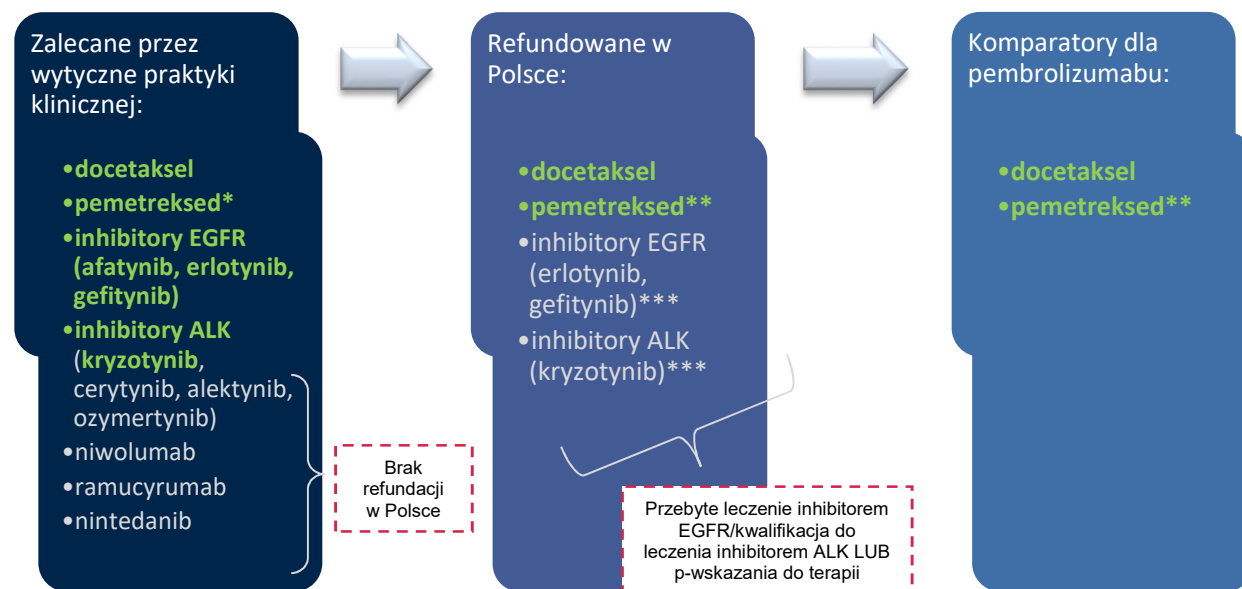 Zalecane przez
wytyczne praktyki
klinicznej:
•docetaksel
•pemetreksed*
•inhibitory EGFR
(afatynib, erlotynib,
gefitynib)
•inhibitory ALK
(kryzotynib,
cerytynib, alektynib,
ozymertynib)
•niwolumab
•ramucyrumab
•nintedanib
Brak
refundacji
w Polsce
Refundowane w
Polsce:
•docetaksel
•pemetreksed**
•inhibitory EGFR
(erlotynib,
gefitynib)***
•inhibitory ALK
(kryzotynib)***
Przebyte leczenie inhibitorem
EGFR/kwalifikacja do
leczenia inhibitorem ALK LUB
p-wskazania do terapii
Komparatory dla
pembrolizumabu:
•docetaksel
•pemetreksed**